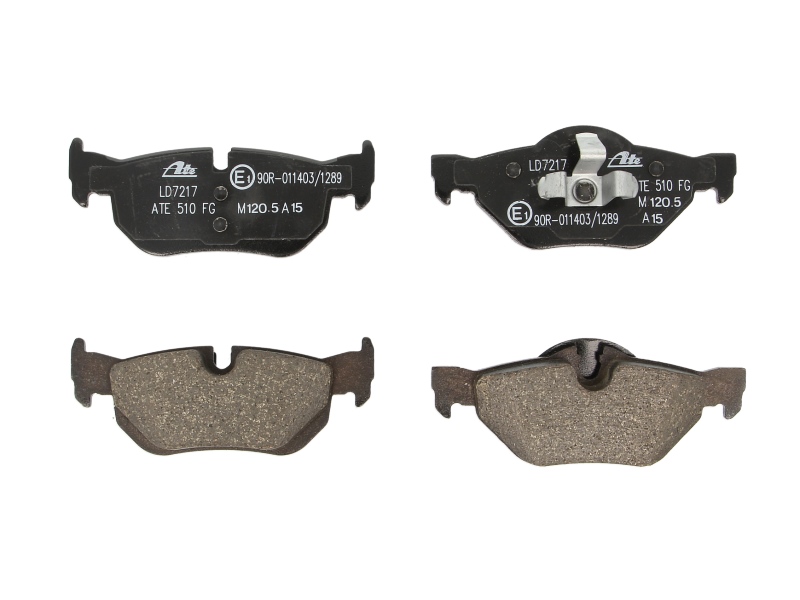 Ate
E1 90R-011403/1289
LD7217
ATE 510 FG M120.5 A15
LD7217 Ate
TE 510 FG
M120.5
E1 90R-011403/1289
A15